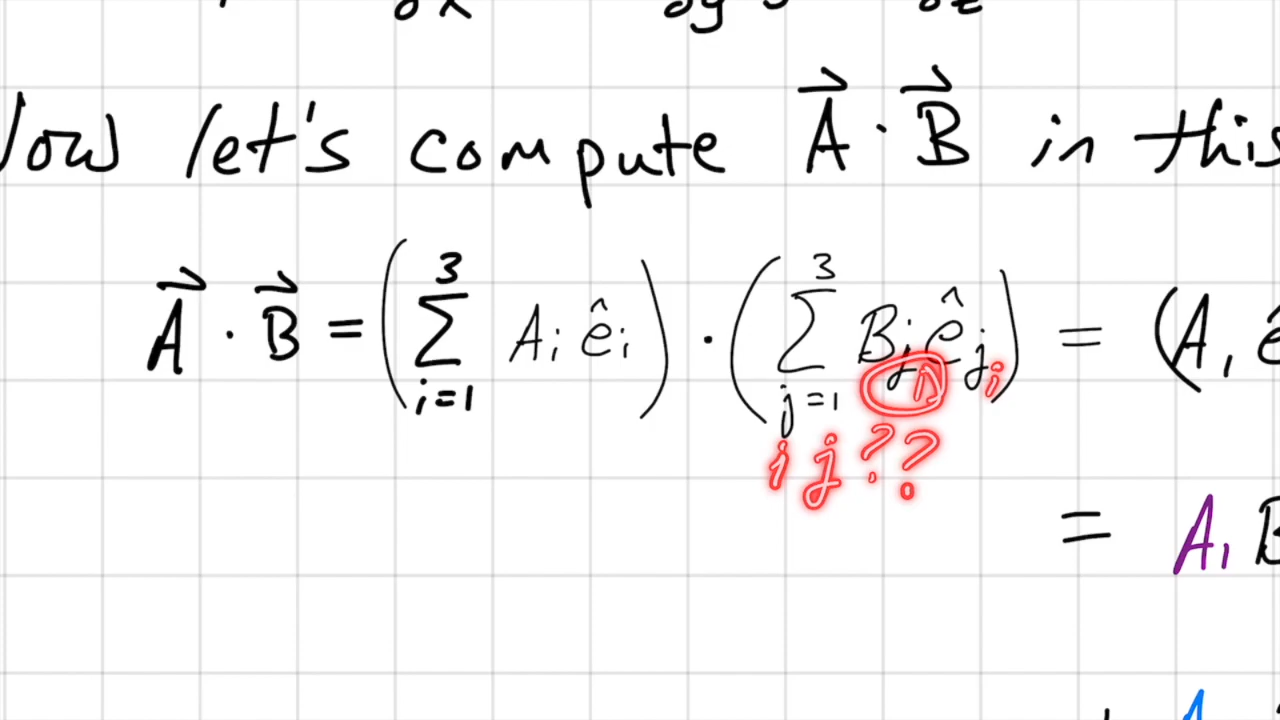 ∂x ∂y ∂z
Now let's compute A⃗ · B⃗ in this
A⃗ · B⃗ = (∑_{i=1}^{3} A_i ê_i) · (∑_{j=1}^{3} B_j ê_j) = (A_1 ê
i i
i j ??
= A_1 B
A